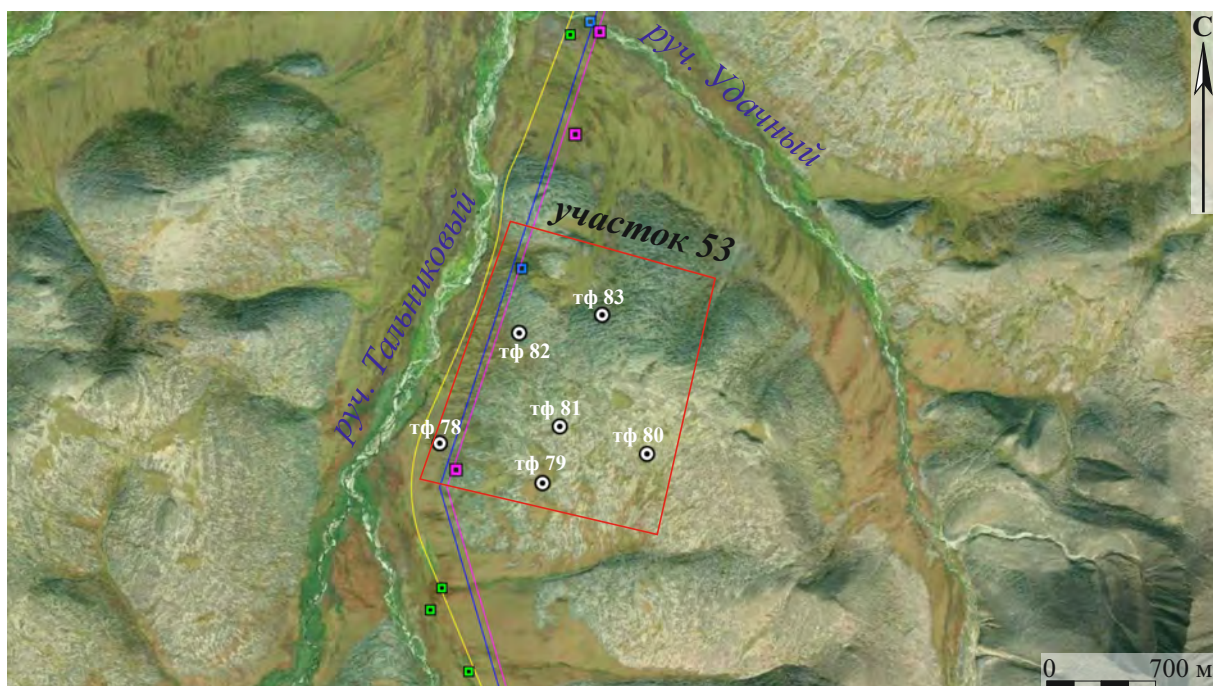 С
руч. Удачный
руч. Тальниковый
участок 53
тф 83
тф 82
тф 81
тф 78
тф 80
тф 79
0 700 м